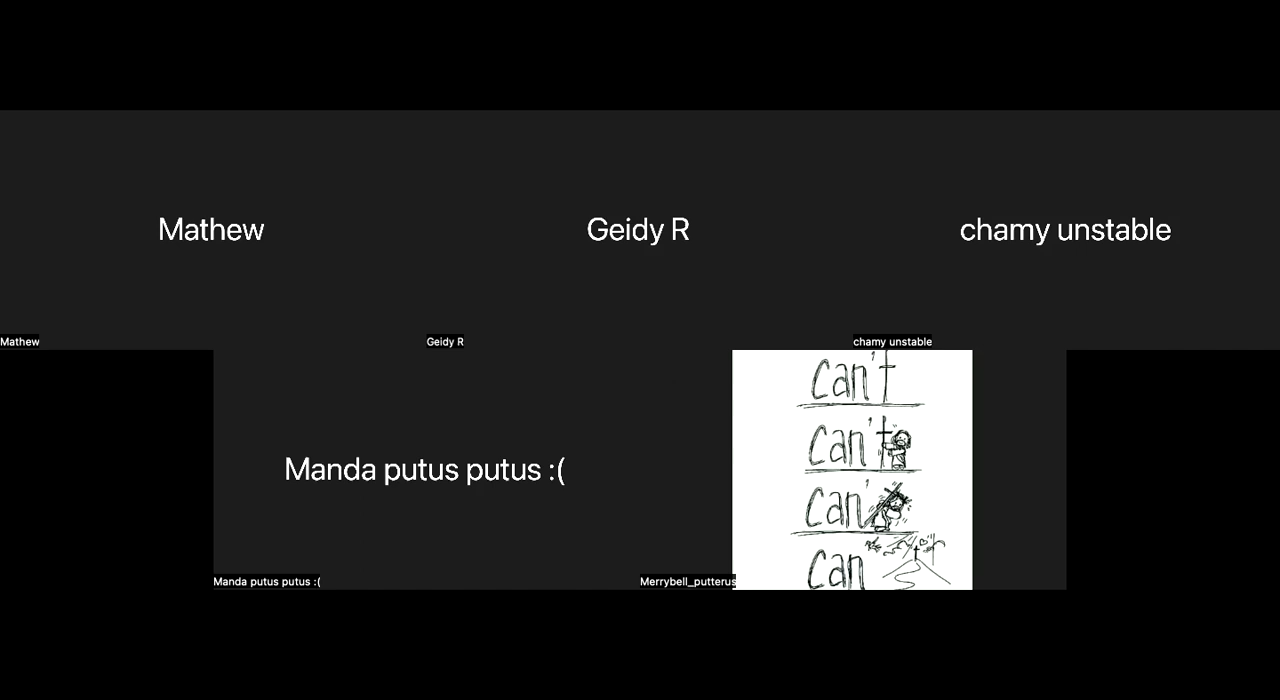 Mathew
Geidy R
chamy unstable
Mathew
Geidy R
chamy unstable
can't
can't
Manda putus putus :(
can'
can
Manda putus putus :(
Merrybell_putterus